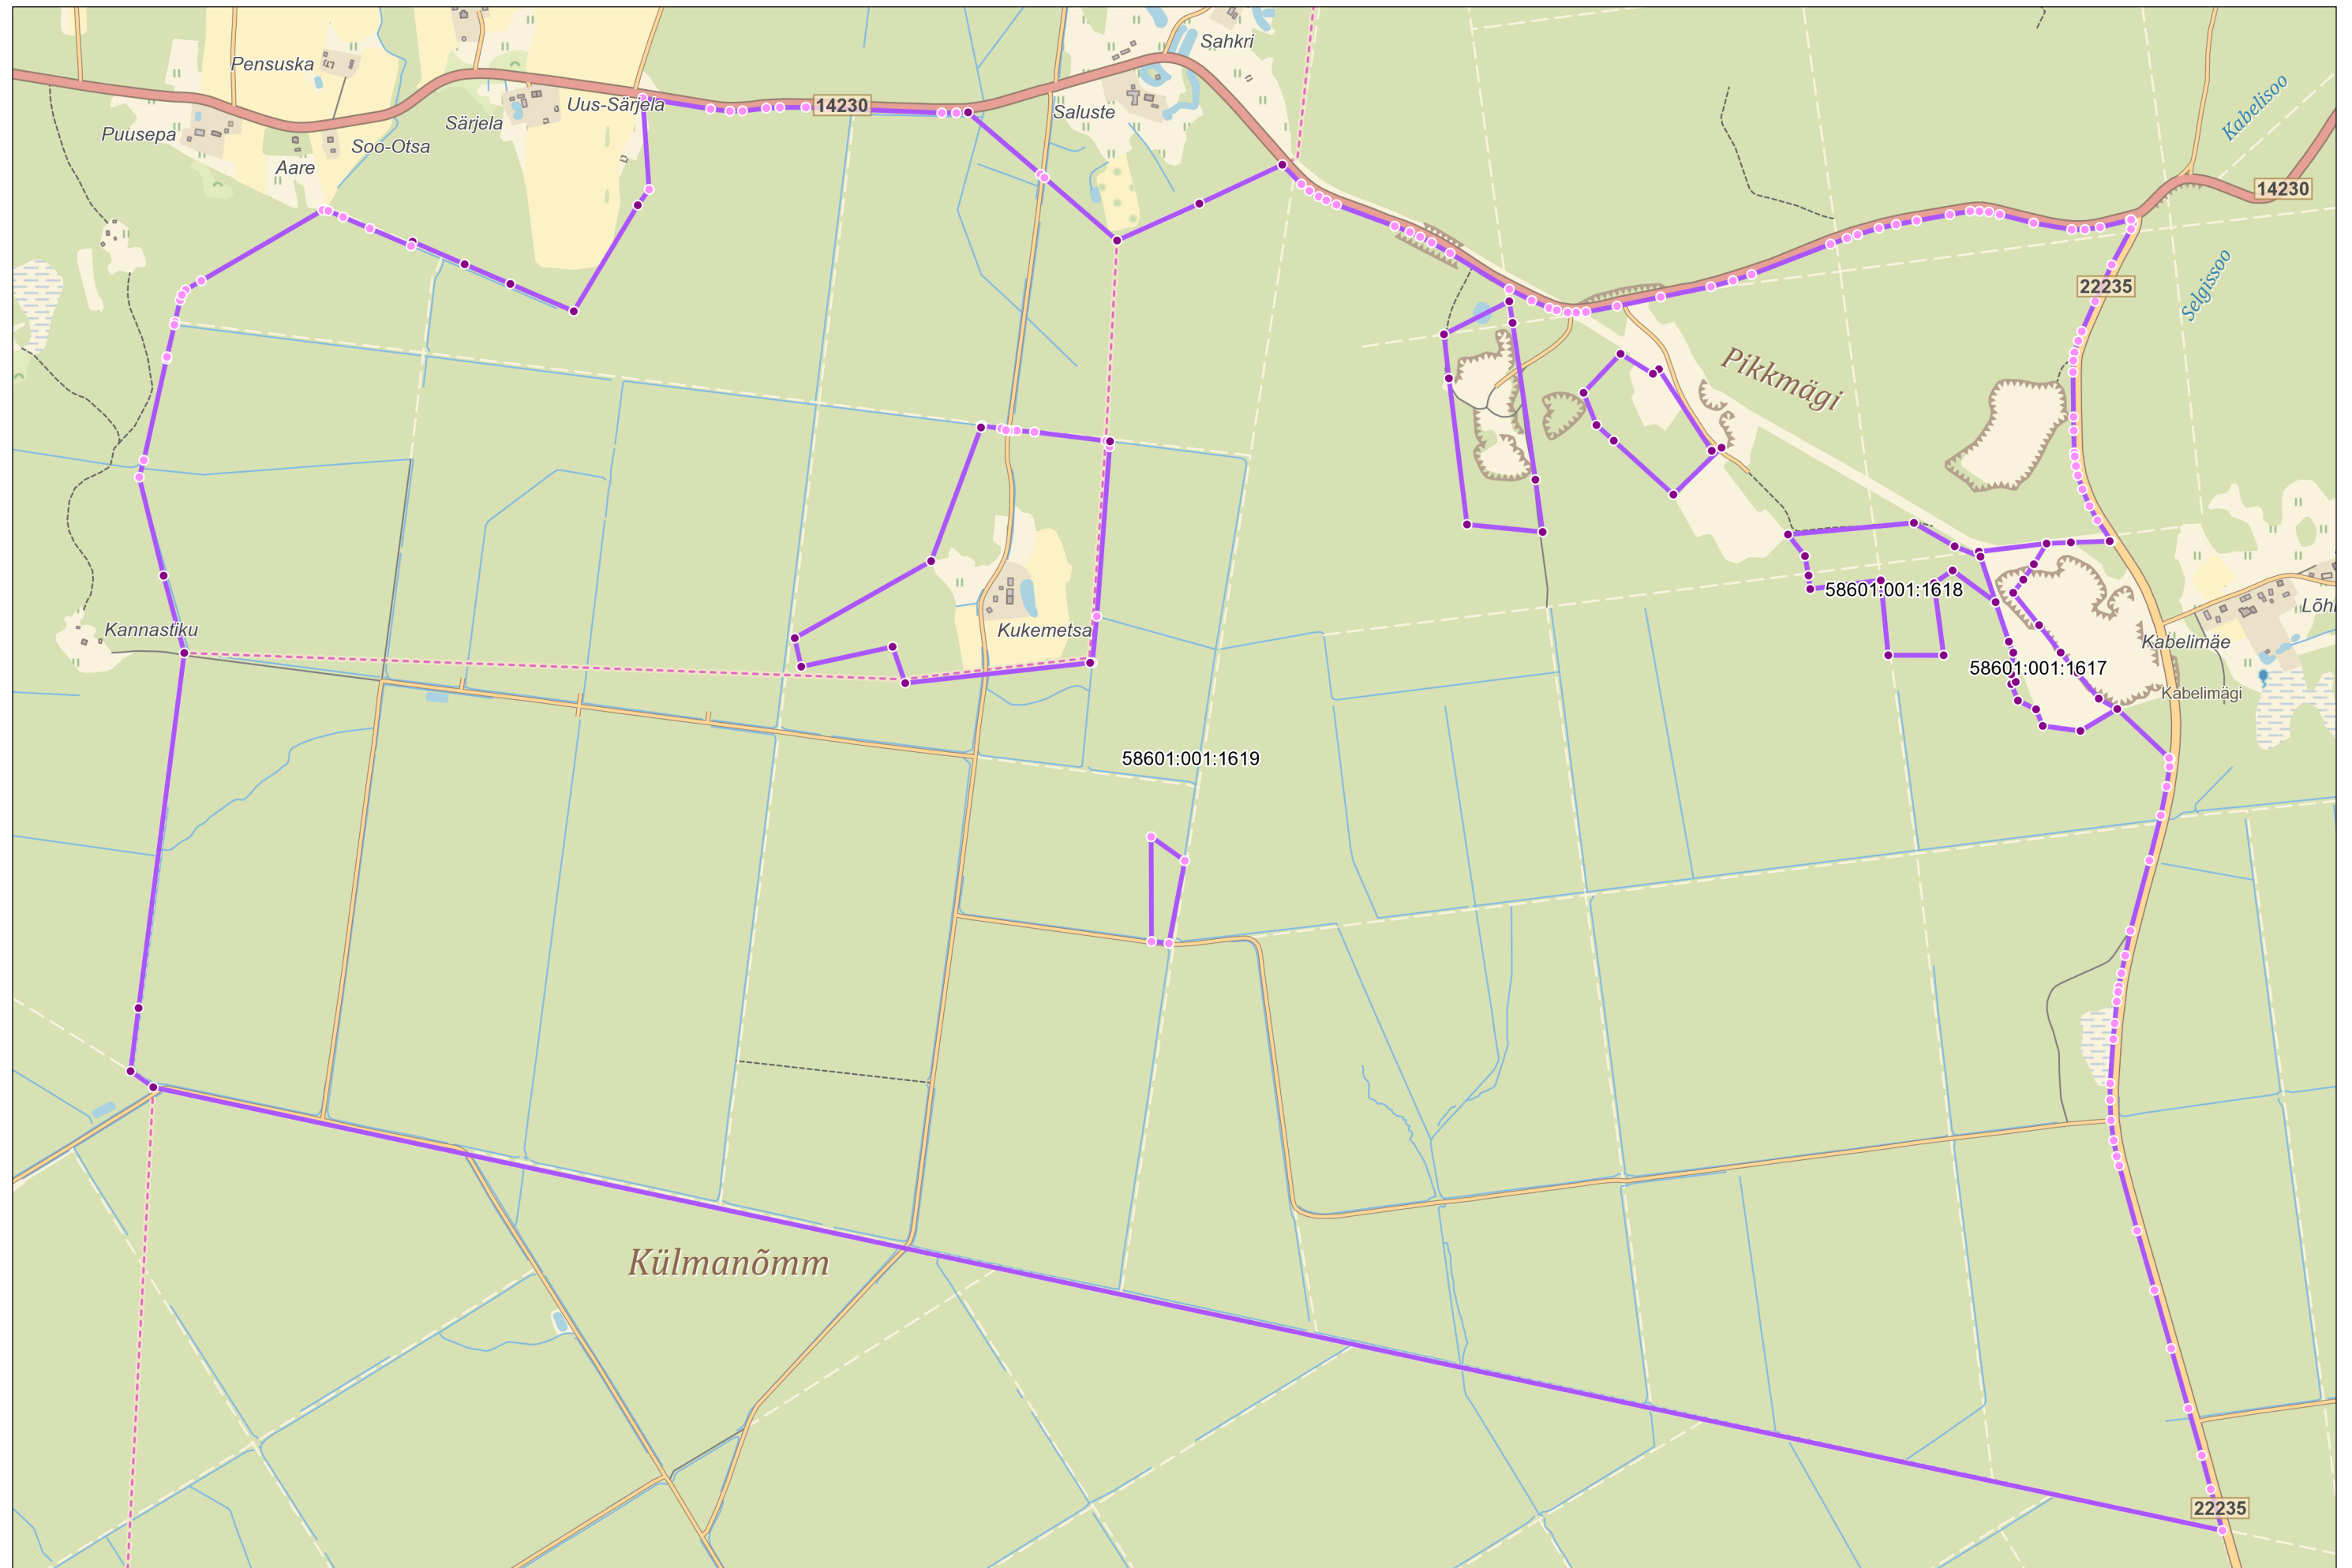 Sahkri
Pensuska
Uus-Särjela
14230
Särjela
Saluste
Puusepa
Soo-Otsa
Aare
Kabelisoo
14230
Selgissoo
22235
Pikkmägi
58601:001:1618
Kannastiku
Kukemetsa
Kabelimäe
58601:001:1617
Kabelimägi
58601:001:1619
Külmanõmm
22235